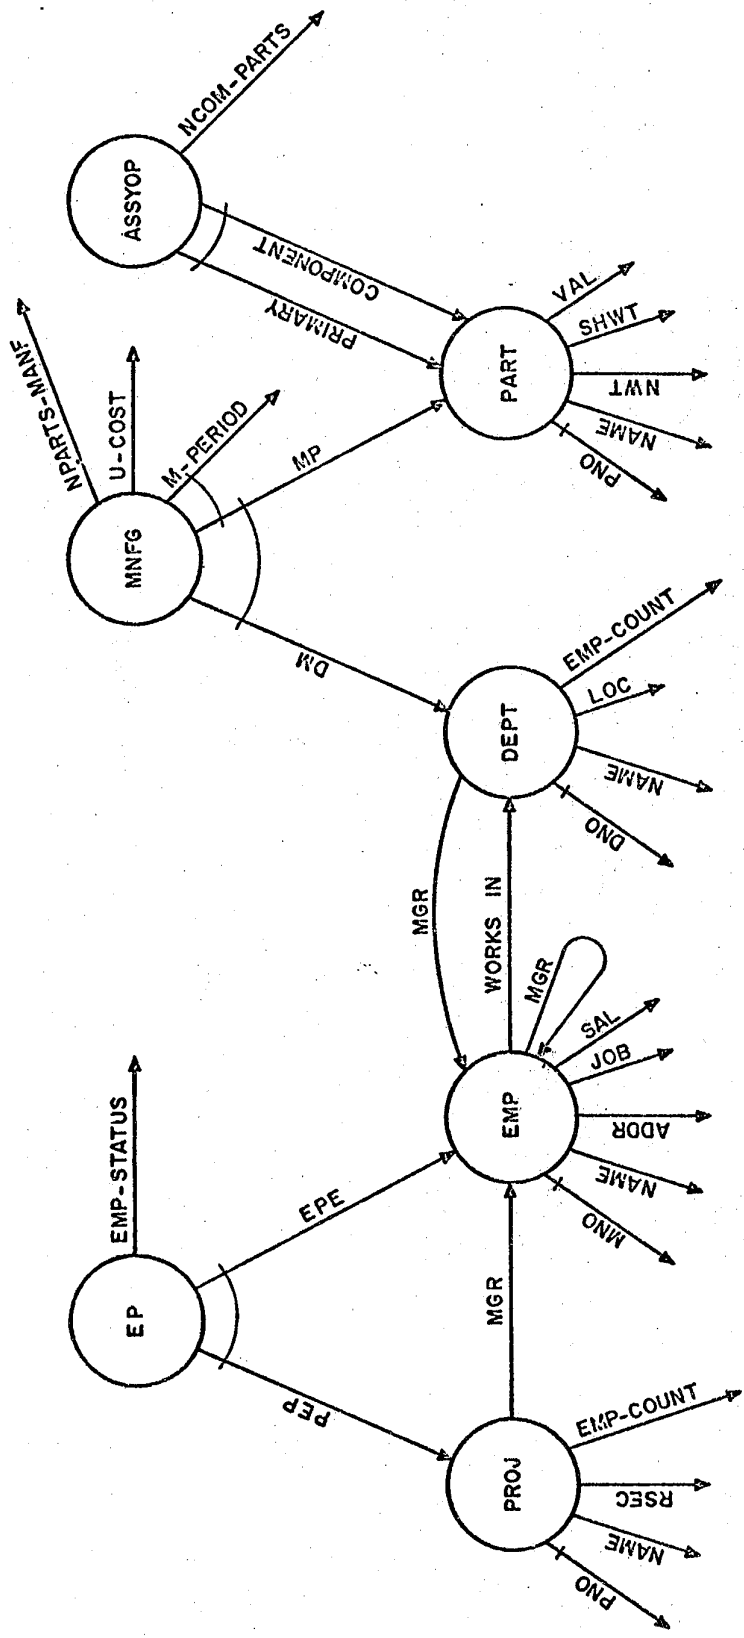 EP
EMP-STATUS
PEP
EPE
PROJ
PNO
NAME
RSEC
EMP-COUNT
MGR
EMP
MNO
NAME
ADDR
JOB
SAL
MGR
WORKS IN
MGR
DEPT
DNO
NAME
LOC
EMP-COUNT
MNFG
NPARTS-MANF
U-COST
M-PERIOD
DM
MP
ASSYOP
NCOM-PARTS
PRIMARY
COMPONENT
PART
PNO
NAME
NWT
SHWT
VAL